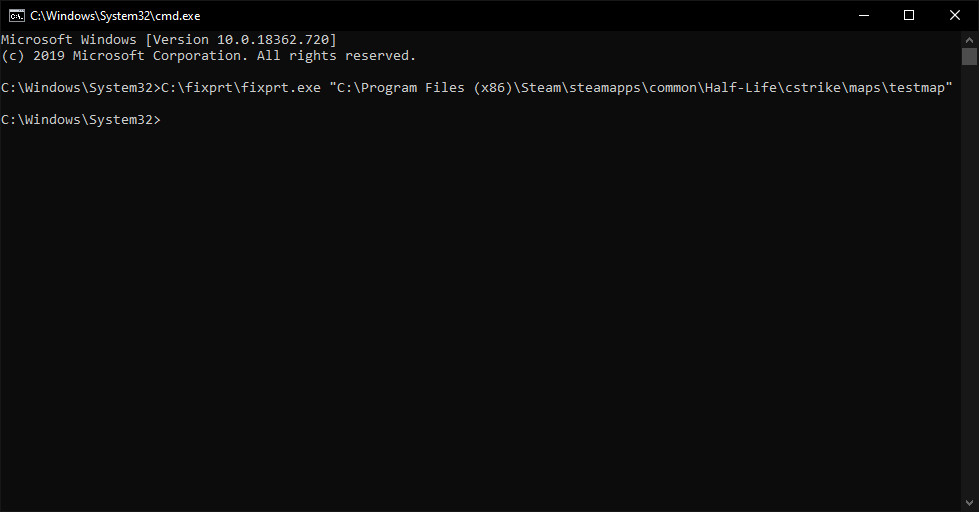 C:\Windows\System32\cmd.exe
Microsoft Windows [Version 10.0.18362.720]
(c) 2019 Microsoft Corporation. All rights reserved.
C:\Windows\System32>C:\fixprt\fixprt.exe "C:\Program Files (x86)\Steam\steamapps\common\Half-Life\cstrike\maps\testmap"
C:\Windows\System32>